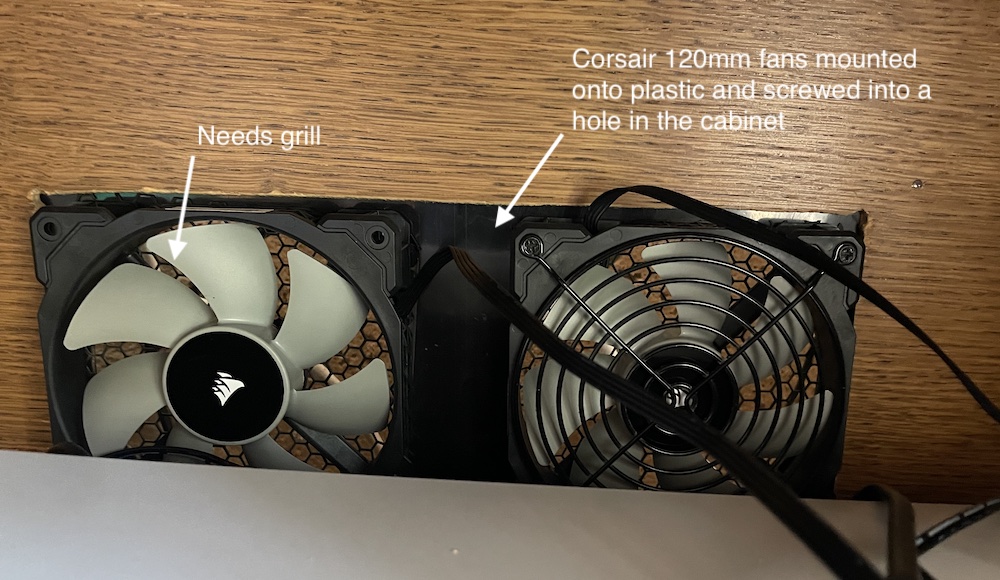 Needs grill
Corsair 120mm fans mounted
onto plastic and screwed into a
hole in the cabinet